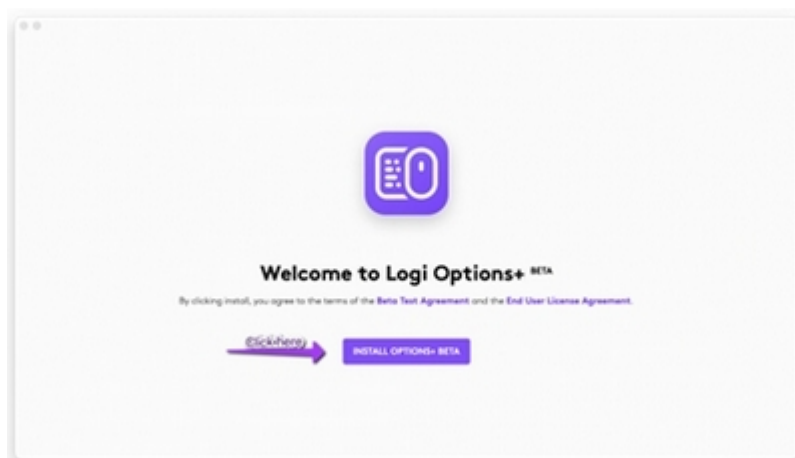 Welcome to Logi Options+ BETA
By clicking install, you agree to the terms of the Beta Test Agreement and the End User License Agreement.
Click here
INSTALL OPTIONS+ BETA